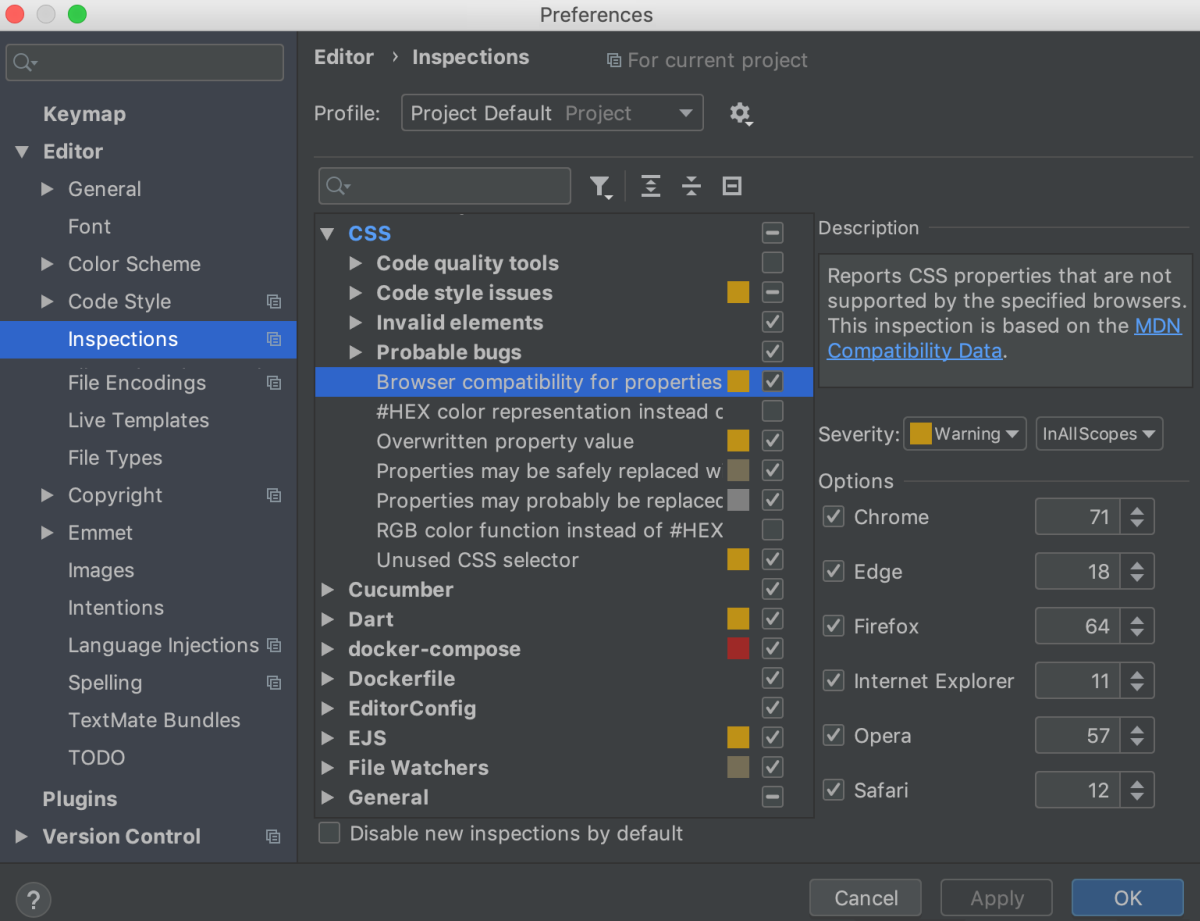 Preferences
Keymap
Editor
General
Font
Color Scheme
Code Style
Inspections
File Encodings
Live Templates
File Types
Copyright
Emmet
Images
Intentions
Language Injections
Spelling
TextMate Bundles
TODO
Plugins
Version Control
?
Editor › Inspections
For current project
Profile: Project Default Project
CSS
Code quality tools
Code style issues
Invalid elements
Probable bugs
Browser compatibility for properties
#HEX color representation instead o
Overwritten property value
Properties may be safely replaced w
Properties may probably be replaced
RGB color function instead of #HEX
Unused CSS selector
Cucumber
Dart
docker-compose
Dockerfile
EditorConfig
EJS
File Watchers
General
Disable new inspections by default
Description
Reports CSS properties that are not
supported by the specified browsers.
This inspection is based on the MDN
Compatibility Data.
Severity: Warning InAllScopes
Options
Chrome 71
Edge 18
Firefox 64
Internet Explorer 11
Opera 57
Safari 12
Cancel
Apply
OK